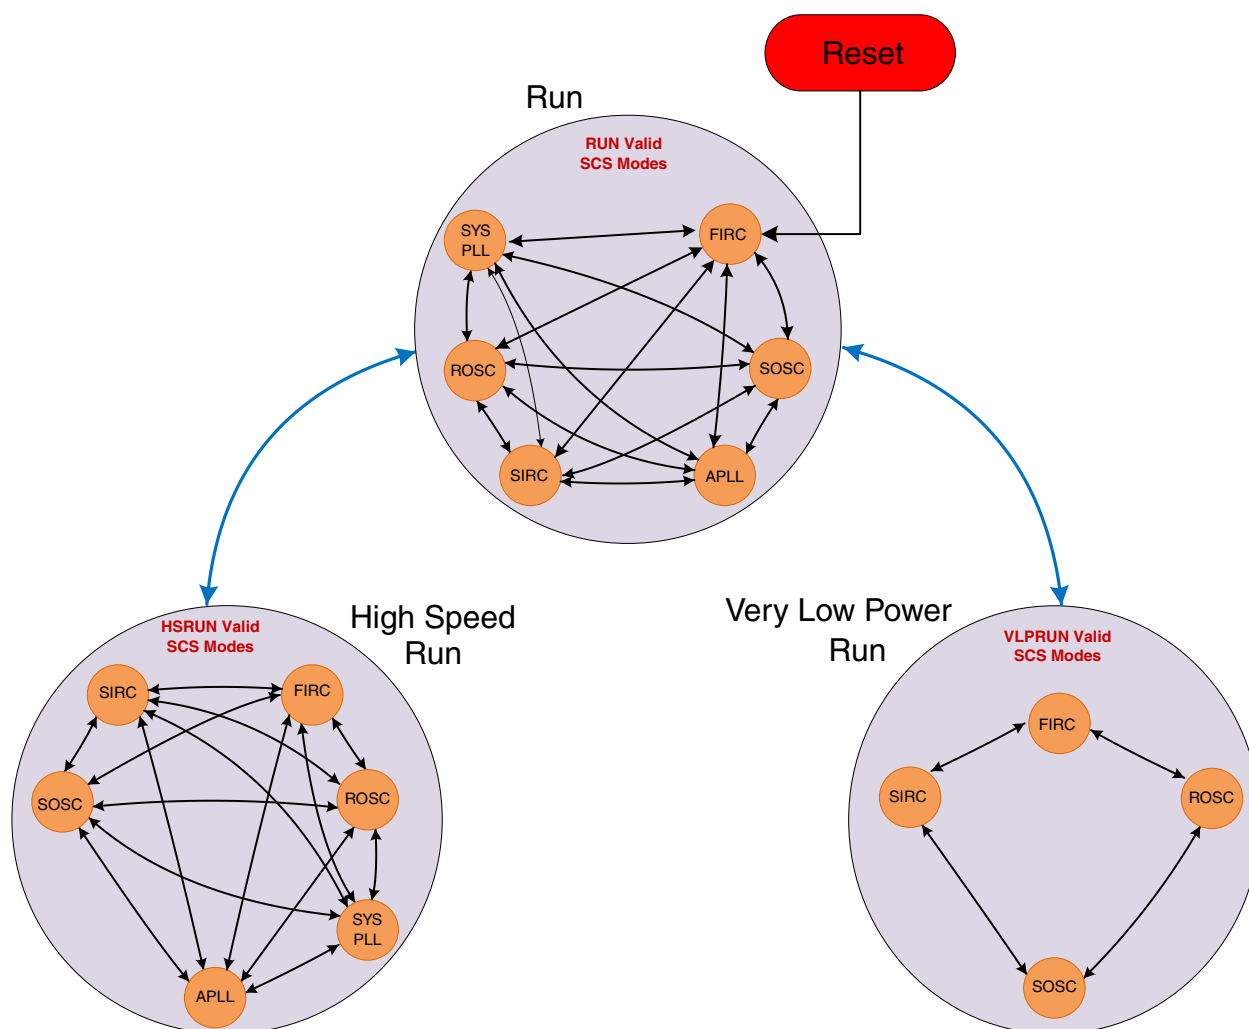 Reset
Run
RUN Valid
SCS Modes
SYS
PLL
FIRC
ROSC
SOSC
SIRC
APLL
High Speed
Run
HSRUN Valid
SCS Modes
SIRC
FIRC
SOSC
ROSC
SYS
PLL
APLL
Very Low Power
Run
VLPRUN Valid
SCS Modes
FIRC
SIRC
ROSC
SOSC